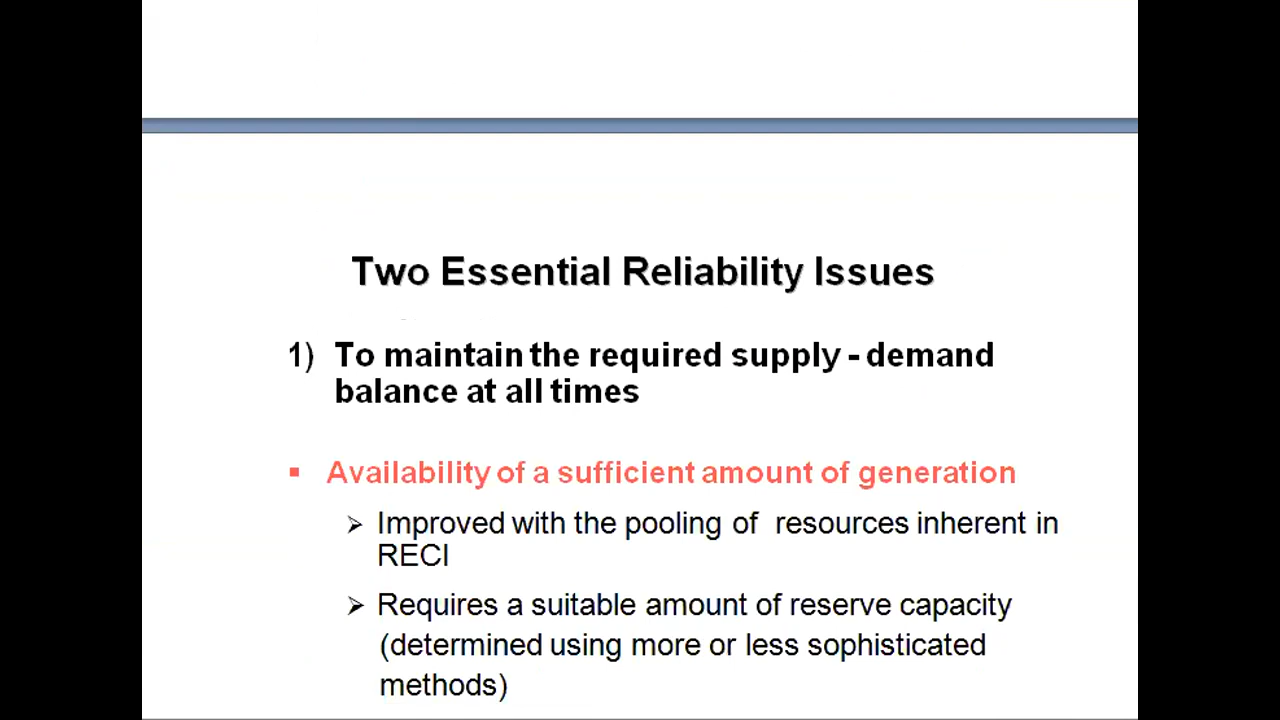 Two Essential Reliability Issues
1) To maintain the required supply - demand
balance at all times
▪ Availability of a sufficient amount of generation
➢ Improved with the pooling of resources inherent in
RECI
➢ Requires a suitable amount of reserve capacity
(determined using more or less sophisticated
methods)